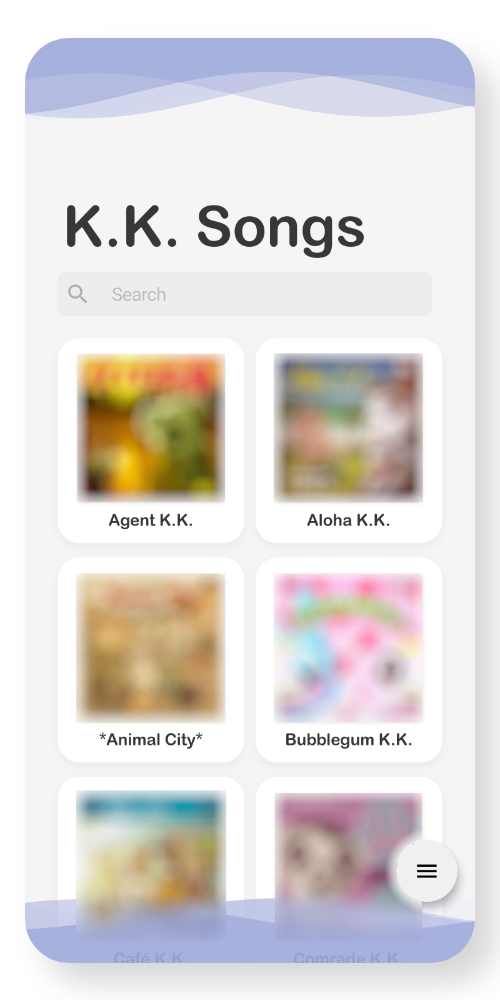 K.K. Songs
Search
Agent K.K.
Aloha K.K.
*Animal City*
Bubblegum K.K.
Café K.K
Comrade K.K.